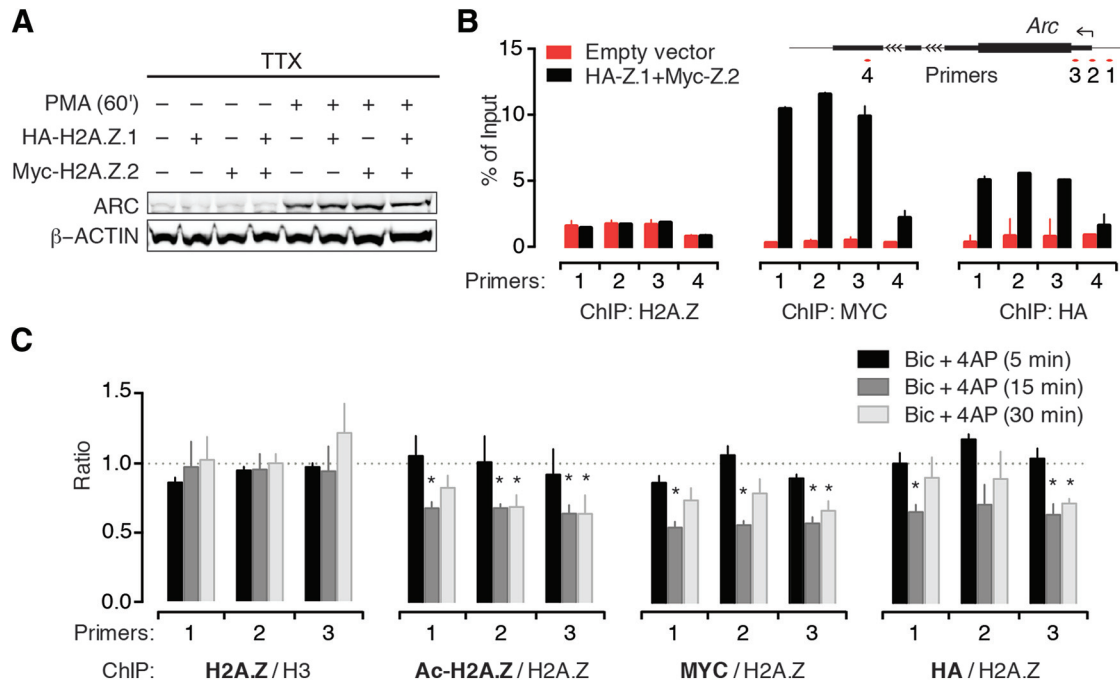 A
TTX
PMA (60') – – – – + + + +
HA-H2A.Z.1 – + – + – + – +
Myc-H2A.Z.2 – – + + – – + +
ARC
β–ACTIN
B
Arc
Empty vector
HA-Z.1+Myc-Z.2
4 Primers 3 2 1
% of Input
15
10
5
0
Primers: 1 2 3 4 1 2 3 4 1 2 3 4
ChIP: H2A.Z ChIP: MYC ChIP: HA
C
Bic + 4AP (5 min)
Bic + 4AP (15 min)
Bic + 4AP (30 min)
Ratio
1.5
1.0
0.5
0.0
* * * * * * * * * * * *
Primers: 1 2 3 1 2 3 1 2 3 1 2 3
ChIP: H2A.Z / H3 Ac-H2A.Z / H2A.Z MYC / H2A.Z HA / H2A.Z